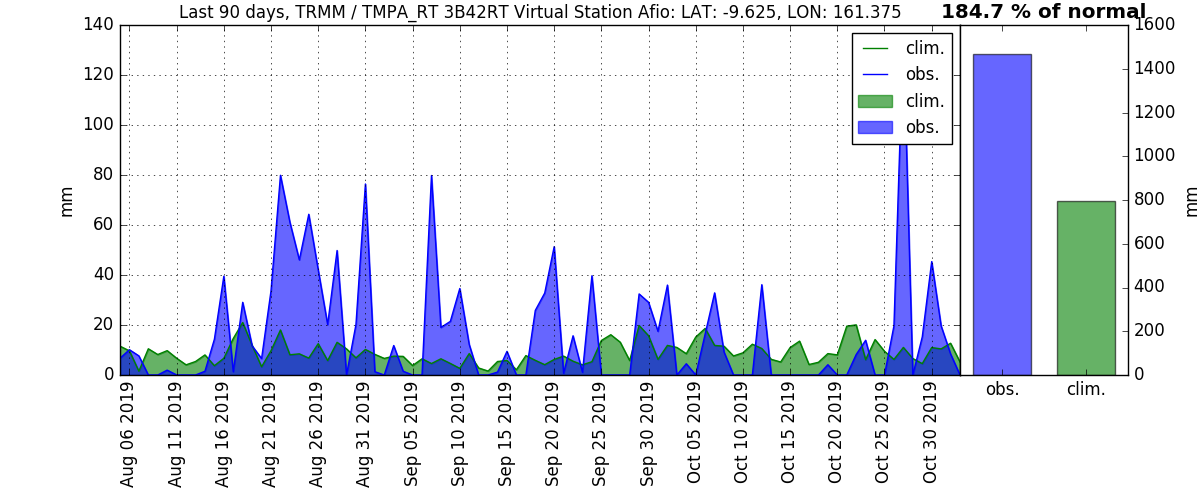 Last 90 days, TRMM / TMPA_RT 3B42RT Virtual Station Afio: LAT: -9.625, LON: 161.375
184.7 % of normal
mm
140
120
100
80
60
40
20
0
clim.
obs.
clim.
obs.
Aug 06 2019
Aug 11 2019
Aug 16 2019
Aug 21 2019
Aug 26 2019
Aug 31 2019
Sep 05 2019
Sep 10 2019
Sep 15 2019
Sep 20 2019
Sep 25 2019
Sep 30 2019
Oct 05 2019
Oct 10 2019
Oct 15 2019
Oct 20 2019
Oct 25 2019
Oct 30 2019
1600
1400
1200
1000
800
600
400
200
0
mm
obs.
clim.